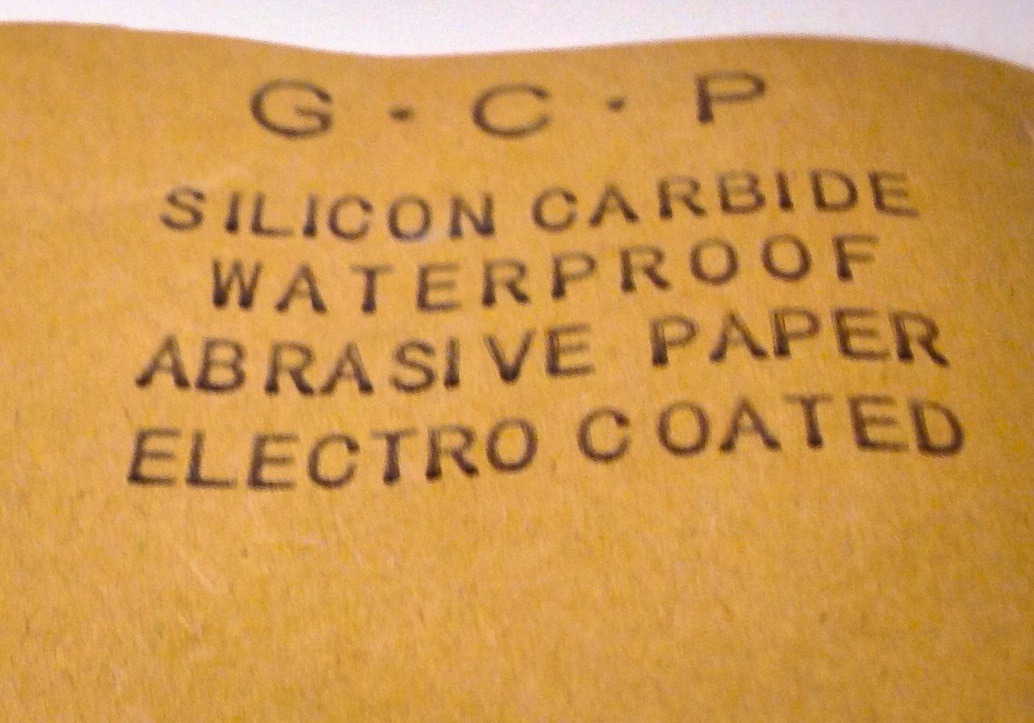 G · C · P
SILICON CARBIDE
WATERPROOF
ABRASIVE PAPER
ELECTRO COATED